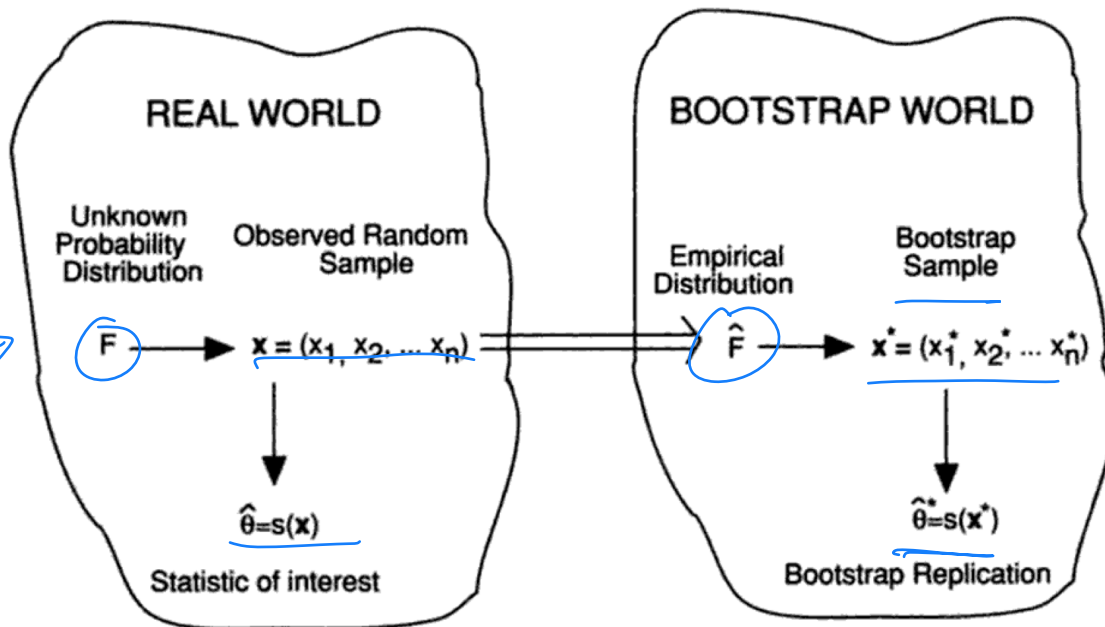 REAL WORLD
Unknown
Probability
Distribution
Observed Random
Sample
F
x = (x₁, x₂, ... xₙ)
θ̂=s(x)
Statistic of interest
BOOTSTRAP WORLD
Empirical
Distribution
Bootstrap
Sample
F̂
x* = (x₁*, x₂*, ... xₙ*)
θ̂*=s(x*)
Bootstrap Replication